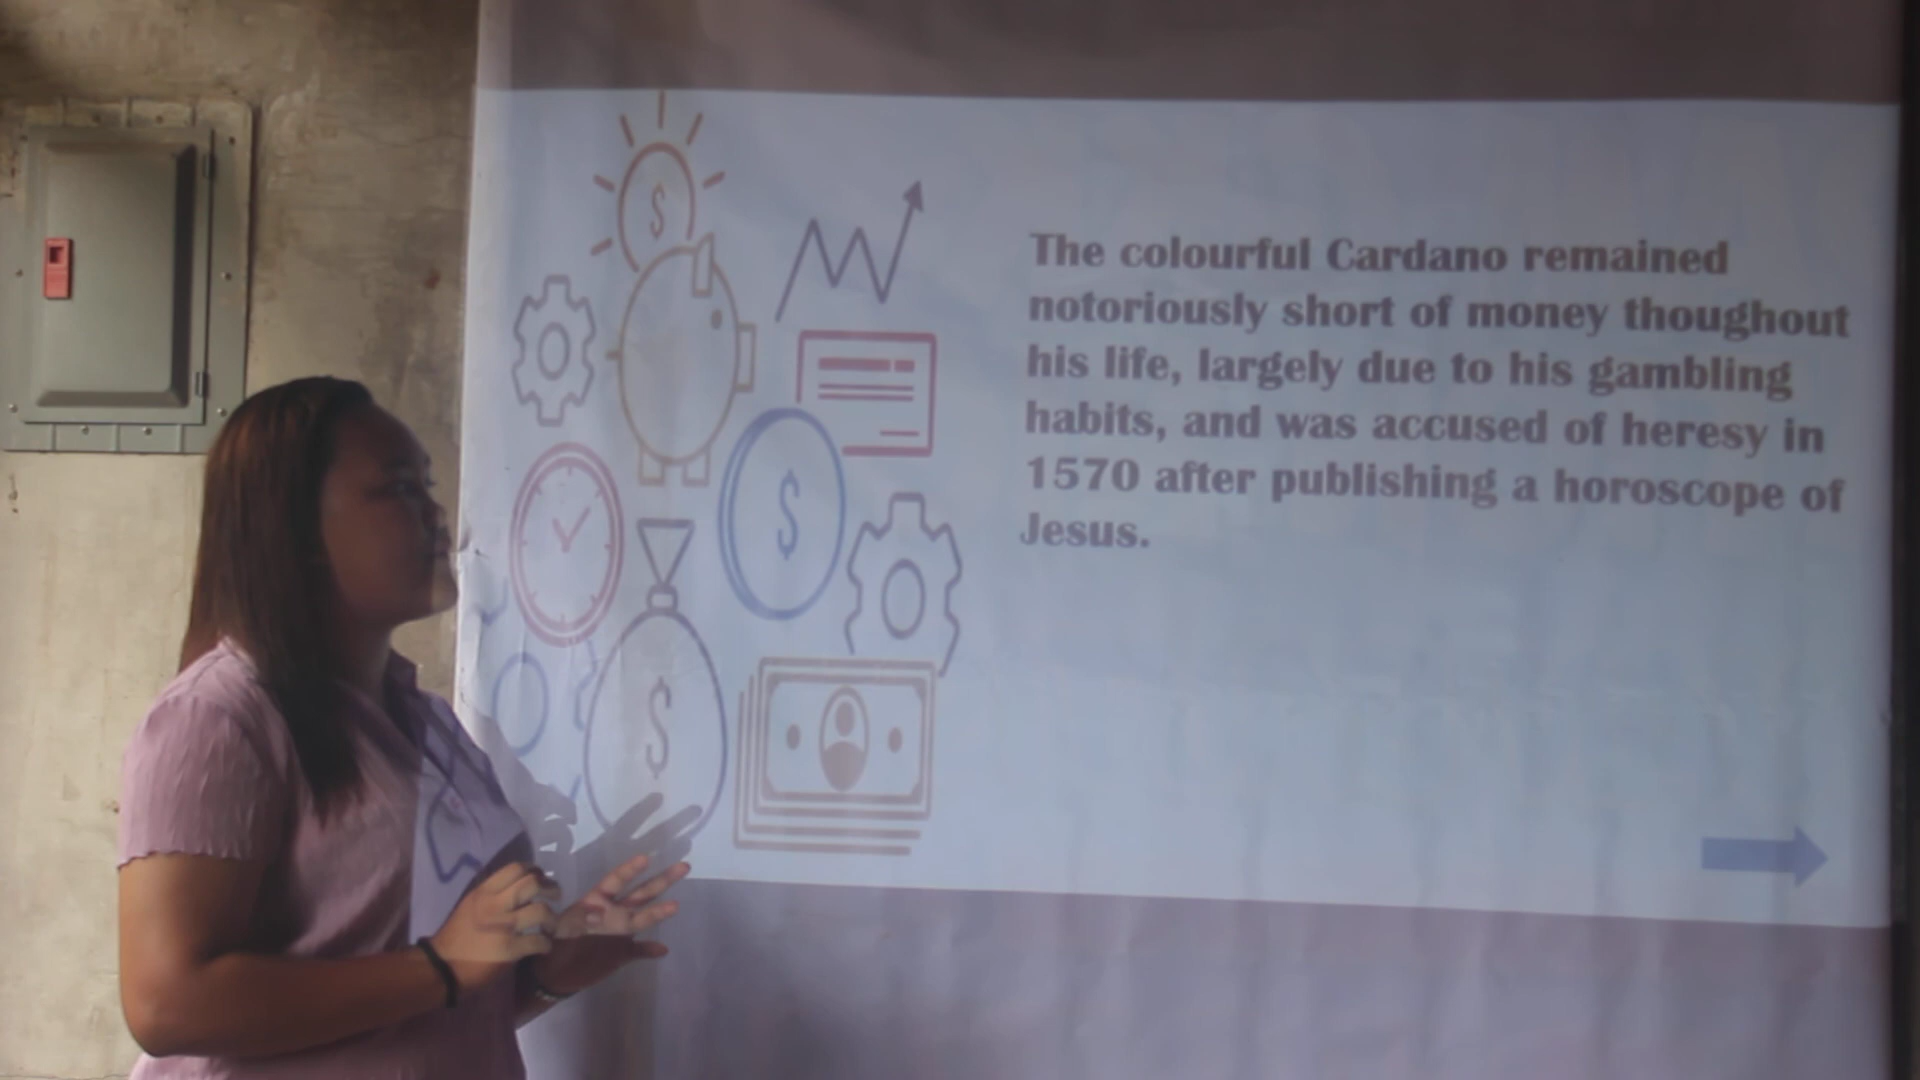 The colourful Cardano remained
notoriously short of money thoughout
his life, largely due to his gambling
habits, and was accused of heresy in
1570 after publishing a horoscope of
Jesus.
$
$
$